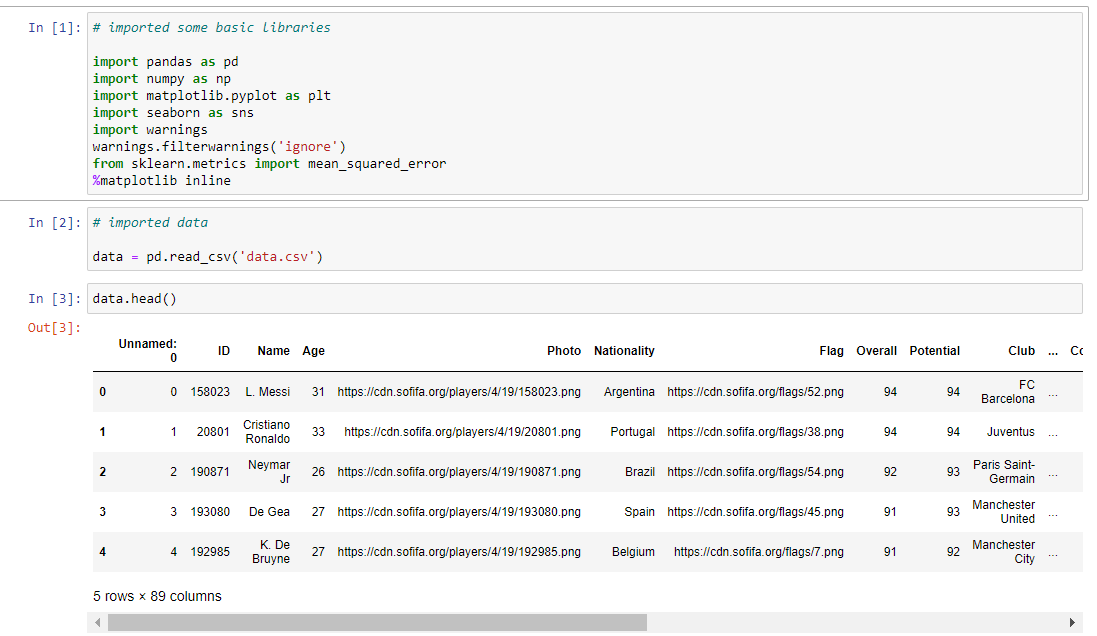 In [1]: # imported some basic libraries
import pandas as pd
import numpy as np
import matplotlib.pyplot as plt
import seaborn as sns
import warnings
warnings.filterwarnings('ignore')
from sklearn.metrics import mean_squared_error
%matplotlib inline
In [2]: # imported data
data = pd.read_csv('data.csv')
In [3]: data.head()
Out[3]:
Unnamed:
0 ID Name Age Photo Nationality Flag Overall Potential Club ... Co
0 0 158023 L. Messi 31 https://cdn.sofifa.org/players/4/19/158023.png Argentina https://cdn.sofifa.org/flags/52.png 94 94 FC
Barcelona ...
1 1 20801 Cristiano
Ronaldo 33 https://cdn.sofifa.org/players/4/19/20801.png Portugal https://cdn.sofifa.org/flags/38.png 94 94 Juventus ...
2 2 190871 Neymar
Jr 26 https://cdn.sofifa.org/players/4/19/190871.png Brazil https://cdn.sofifa.org/flags/54.png 92 93 Paris Saint-
Germain ...
3 3 193080 De Gea 27 https://cdn.sofifa.org/players/4/19/193080.png Spain https://cdn.sofifa.org/flags/45.png 91 93 Manchester
United ...
4 4 192985 K. De
Bruyne 27 https://cdn.sofifa.org/players/4/19/192985.png Belgium https://cdn.sofifa.org/flags/7.png 91 92 Manchester
City ...
5 rows × 89 columns